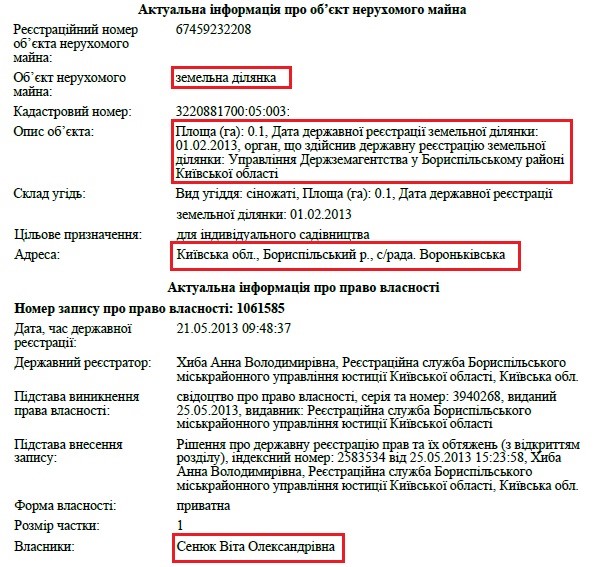 Актуальна інформація про об’єкт нерухомого майна
Реєстраційний номер 67459232208
об’єкта нерухомого
майна:
Об’єкт нерухомого земельна ділянка
майна:
Кадастровий номер: 3220881700:05:003:
Опис об’єкта: Площа (га): 0.1, Дата державної реєстрації земельної ділянки:
01.02.2013, орган, що здійснив державну реєстрацію земельної
ділянки: Управління Держземагентства у Бориспільському районі
Київської області
Склад угідь: Вид угіддя: сіножаті, Площа (га): 0.1, Дата державної реєстрації
земельної ділянки: 01.02.2013
Цільове призначення: для індивідуального садівництва
Адреса: Київська обл., Бориспільський р., с/рада. Вороньківська
Актуальна інформація про право власності
Номер запису про право власності: 1061585
Дата, час державної 21.05.2013 09:48:37
реєстрації:
Державний реєстратор: Хиба Анна Володимирівна, Реєстраційна служба Бориспільського
міськрайонного управління юстиції Київської області, Київська обл.
Підстава виникнення свідоцтво про право власності, серія та номер: 3940268, виданий
права власності: 25.05.2013, видавник: Реєстраційна служба Бориспільського
міськрайонного управління юстиції Київської області
Підстава внесення Рішення про державну реєстрацію прав та їх обтяжень (з відкриттям
запису: розділу), індексний номер: 2583534 від 25.05.2013 15:23:58, Хиба
Анна Володимирівна, Реєстраційна служба Бориспільського
міськрайонного управління юстиції Київської області, Київська обл.
Форма власності: приватна
Розмір частки: 1
Власники: Сенюк Віта Олександрівна